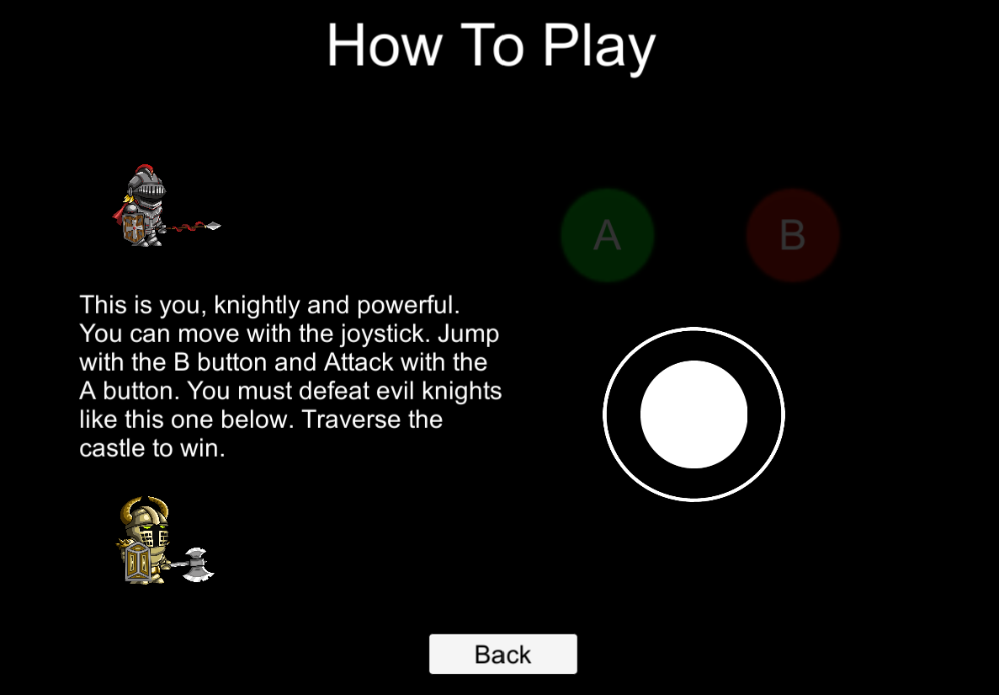 How To Play
A
B
This is you, knightly and powerful.
You can move with the joystick. Jump
with the B button and Attack with the
A button. You must defeat evil knights
like this one below. Traverse the
castle to win.
Back